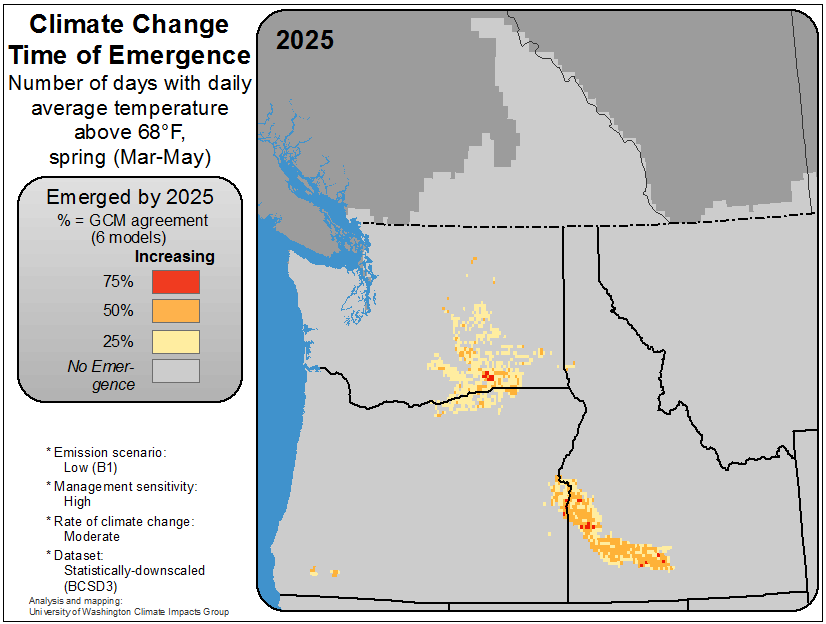 Climate Change
Time of Emergence
Number of days with daily
average temperature
above 68°F,
spring (Mar-May)
Emerged by 2025
% = GCM agreement
(6 models)
Increasing
75%
50%
25%
No Emer-
gence
* Emission scenario:
Low (B1)
* Management sensitivity:
High
* Rate of climate change:
Moderate
* Dataset:
Statistically-downscaled
(BCSD3)
Analysis and mapping:
University of Washington Climate Impacts Group
2025